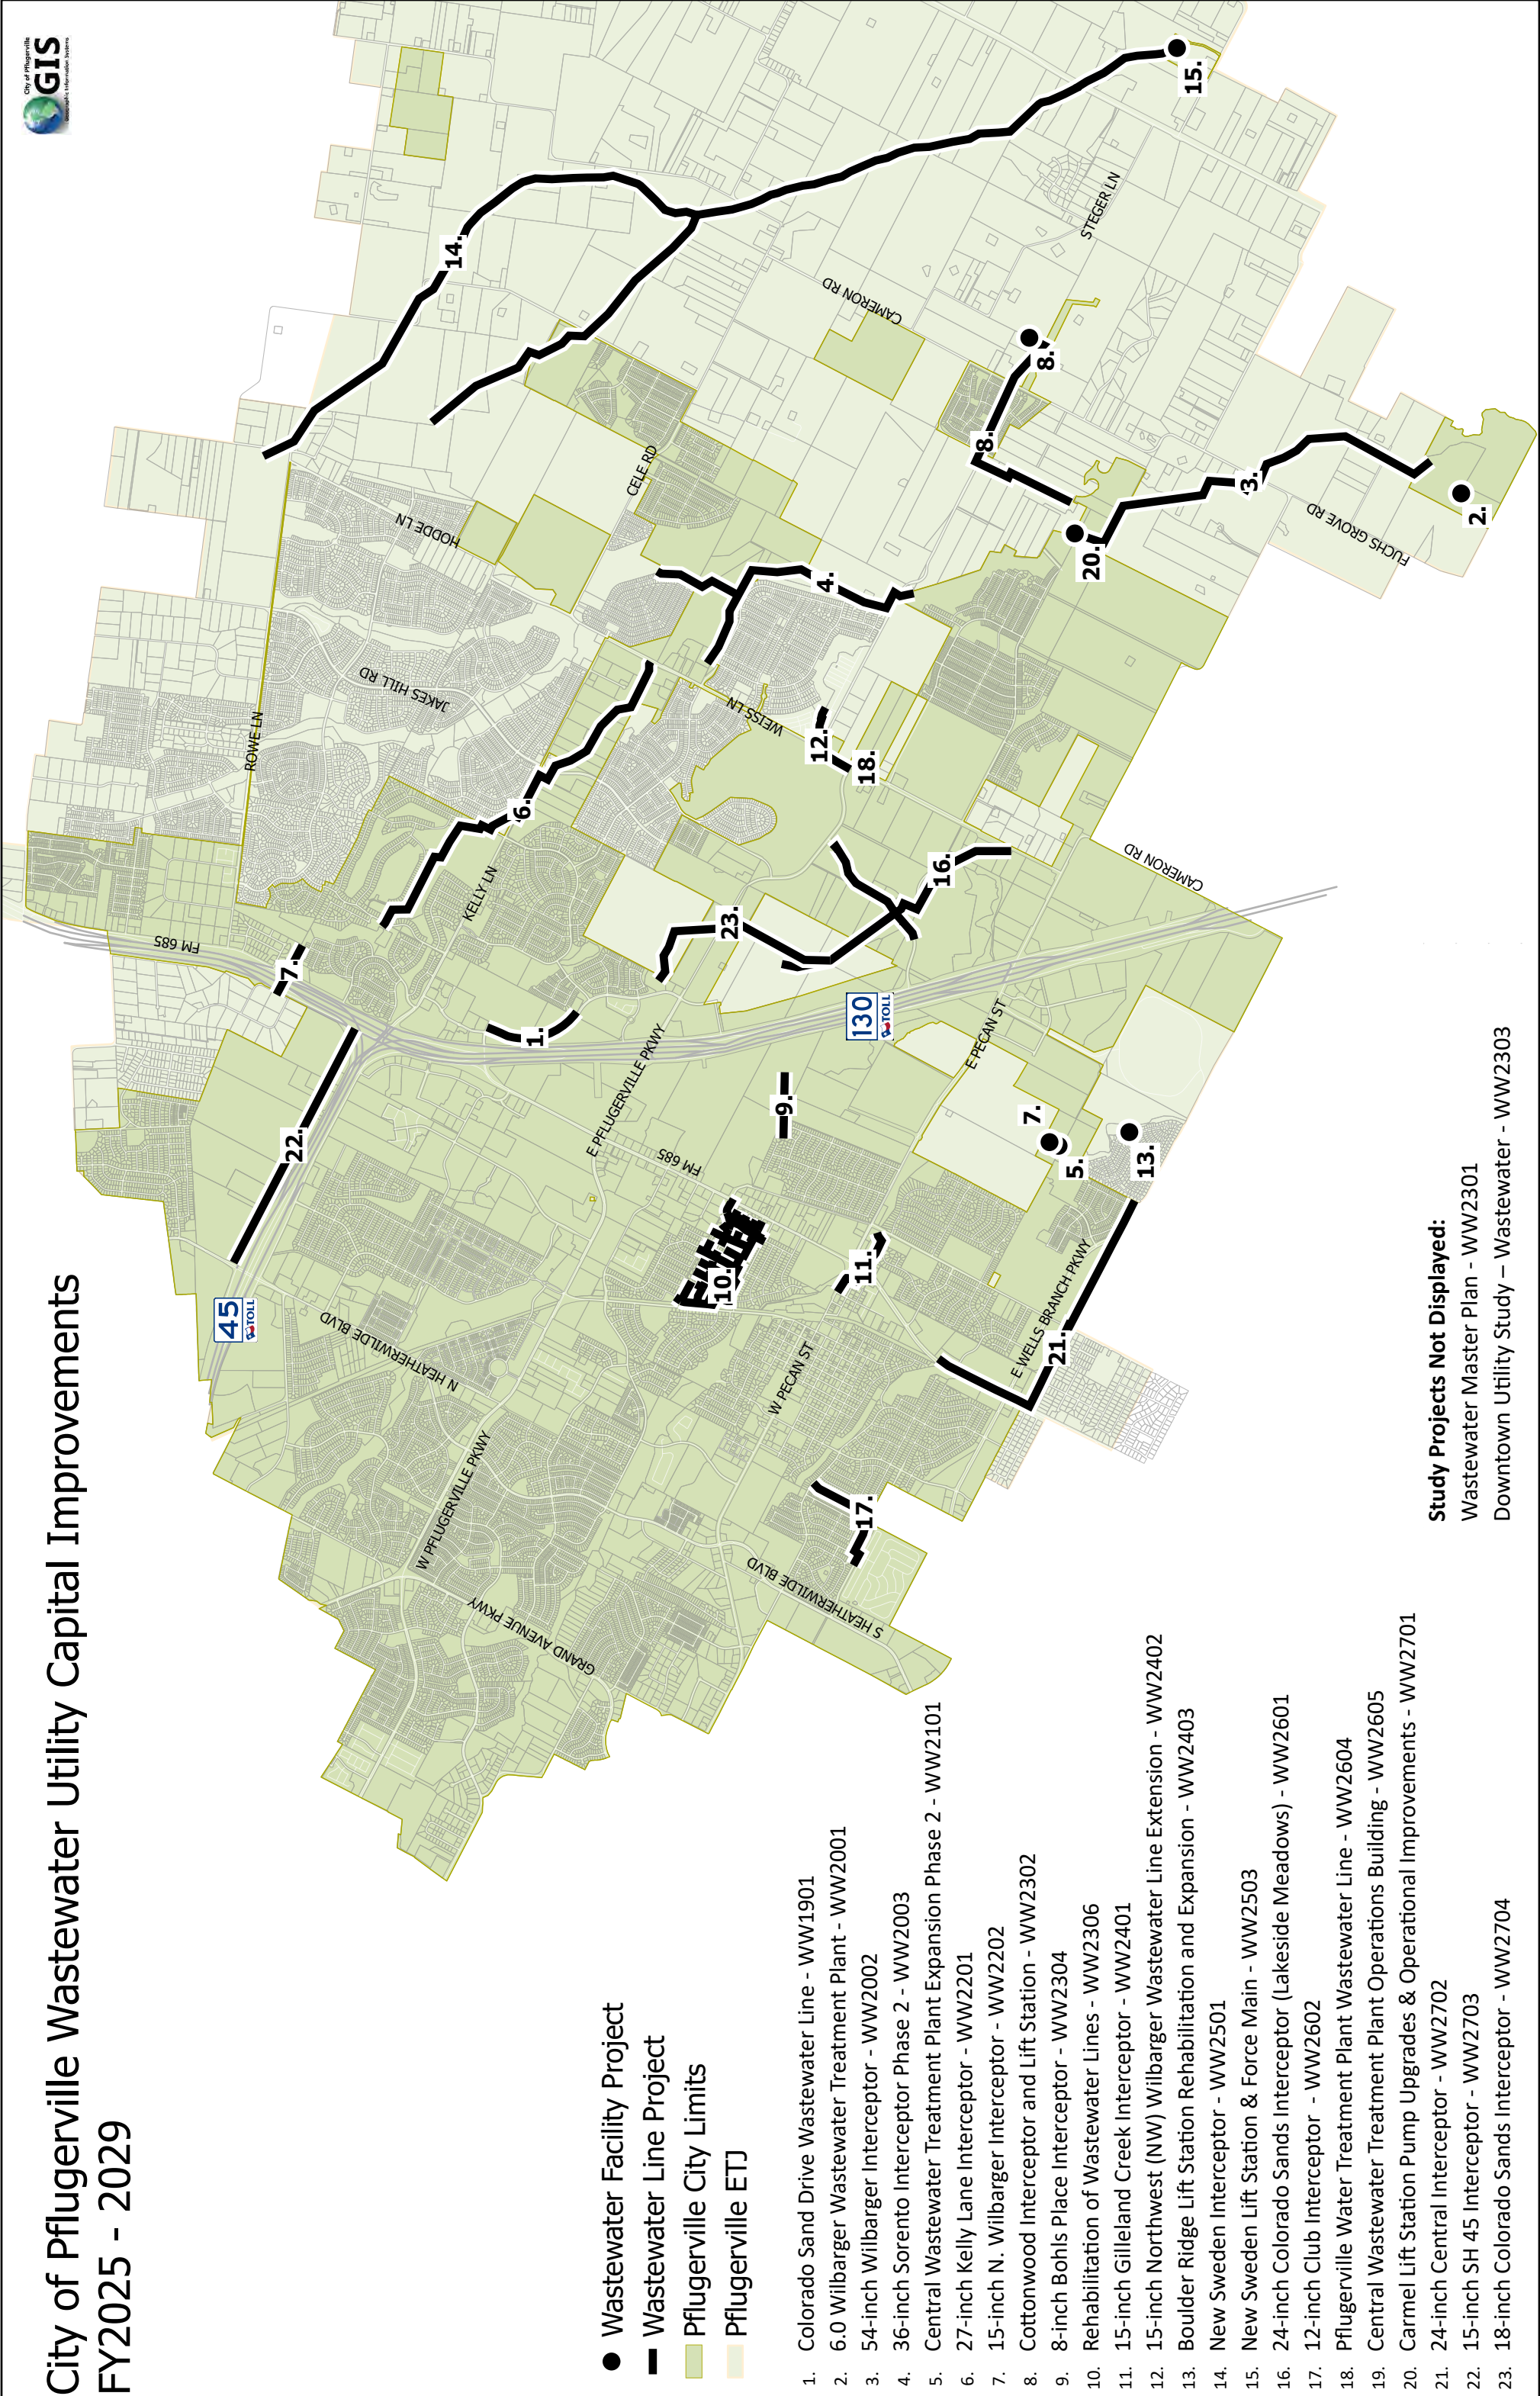 City of Pflugerville Wastewater Utility Capital Improvements
FY2025 - 2029
City of Pflugerville
GIS
Geographic Information Systems
Wastewater Facility Project
Wastewater Line Project
Pflugerville City Limits
Pflugerville ETJ
1. Colorado Sand Drive Wastewater Line - WW1901
2. 6.0 Wilbarger Wastewater Treatment Plant - WW2001
3. 54-inch Wilbarger Interceptor - WW2002
4. 36-inch Sorento Interceptor Phase 2 - WW2003
5. Central Wastewater Treatment Plant Expansion Phase 2 - WW2101
6. 27-inch Kelly Lane Interceptor - WW2201
7. 15-inch N. Wilbarger Interceptor - WW2202
8. Cottonwood Interceptor and Lift Station - WW2302
9. 8-inch Bohls Place Interceptor - WW2304
10. Rehabilitation of Wastewater Lines - WW2306
11. 15-inch Gilleland Creek Interceptor - WW2401
12. 15-inch Northwest (NW) Wilbarger Wastewater Line Extension - WW2402
13. Boulder Ridge Lift Station Rehabilitation and Expansion - WW2403
14. New Sweden Interceptor - WW2501
15. New Sweden Lift Station & Force Main - WW2503
16. 24-inch Colorado Sands Interceptor (Lakeside Meadows) - WW2601
17. 12-inch Club Interceptor - WW2602
18. Pflugerville Water Treatment Plant Wastewater Line - WW2604
19. Central Wastewater Treatment Plant Operations Building - WW2605
20. Carmel Lift Station Pump Upgrades & Operational Improvements - WW2701
21. 24-inch Central Interceptor - WW2702
22. 15-inch SH 45 Interceptor - WW2703
23. 18-inch Colorado Sands Interceptor - WW2704
Study Projects Not Displayed:
Wastewater Master Plan - WW2301
Downtown Utility Study – Wastewater - WW2303
45
TOLL
130
TOLL
FM 685
ROWE LN
HODDE LN
JAKES HILL RD
KELLY LN
CELE RD
WEISS LN
CAMERON RD
STEGER LN
FUCHS GROVE RD
CAMERON RD
E PFLUGERVILLE PKWY
FM 685
E PECAN ST
N HEATHERWILDE BLVD
W PFLUGERVILLE PKWY
GRAND AVENUE PKWY
W PECAN ST
S HEATHERWILDE BLVD
E WELLS BRANCH PKWY
22.
7.
1.
6.
14.
15.
4.
12.
18.
23.
16.
8.
8.
20.
3.
2.
9.
10.
11.
7.
5.
13.
21.
17.